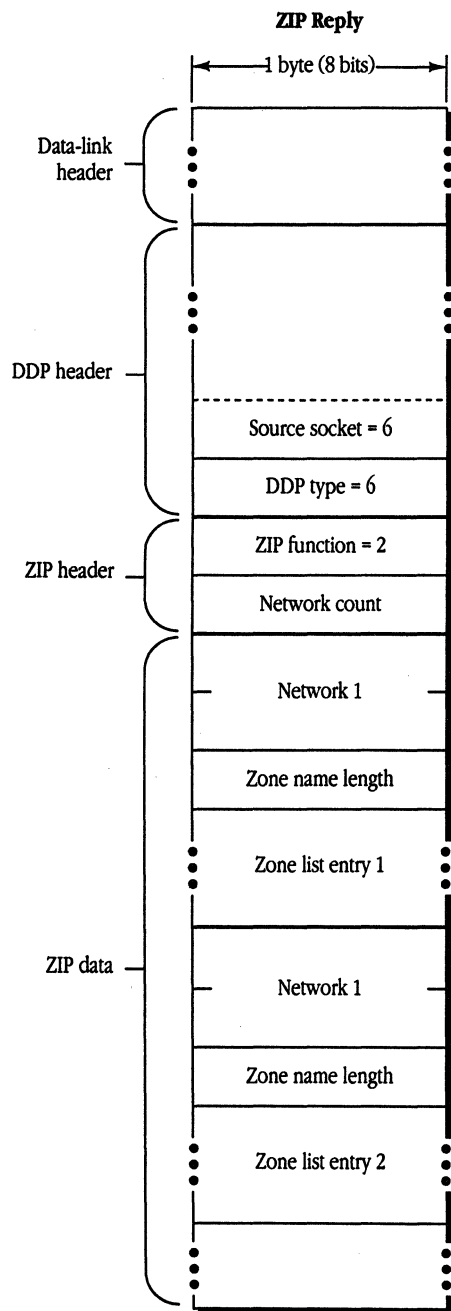 ZIP Reply
1 byte (8 bits)
Data-link
header
DDP header
Source socket = 6
DDP type = 6
ZIP header
ZIP function = 2
Network count
Network 1
Zone name length
Zone list entry 1
ZIP data
Network 1
Zone name length
Zone list entry 2